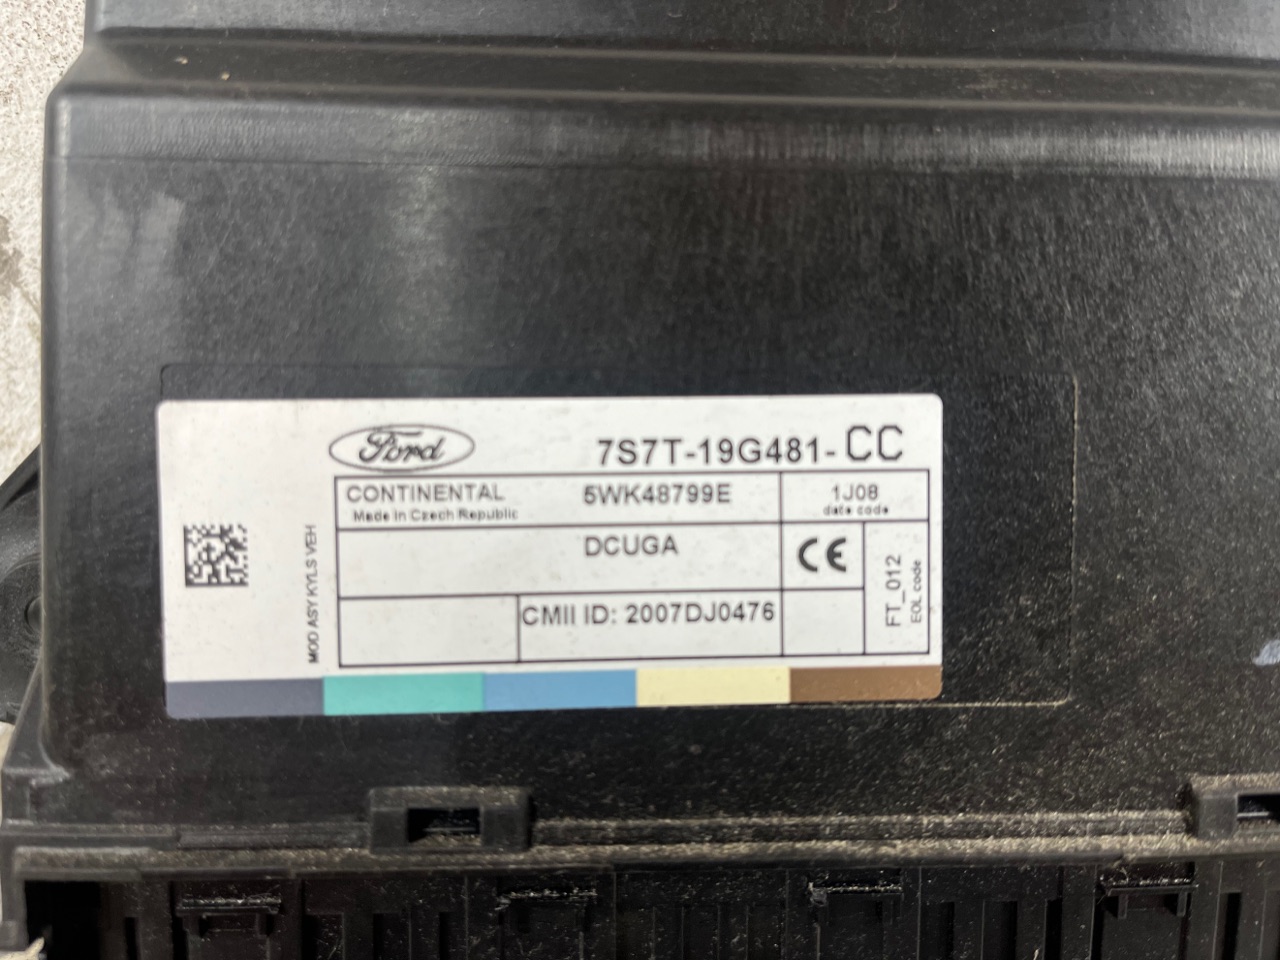 Ford 7S7T-19G481-CC
CONTINENTAL 5WK48799E 1J08
Made in Czech Republic date code
DCUGA CE
CMII ID: 2007DJ0476
FT_012
EOL code
MOD ASY KYLS VEH